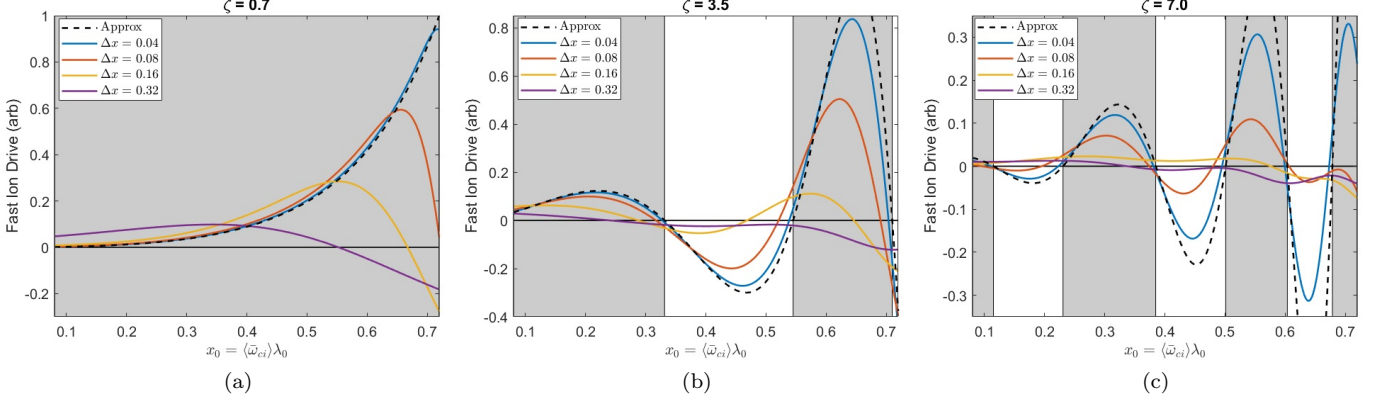 ζ = 0.7
Fast Ion Drive (arb)
1
0.8
0.6
0.4
0.2
0
-0.2
Approx
Δx = 0.04
Δx = 0.08
Δx = 0.16
Δx = 0.32
0.1 0.2 0.3 0.4 0.5 0.6 0.7
x₀ = ⟨ω̄_ci⟩λ₀
(a)
ζ = 3.5
Fast Ion Drive (arb)
0.8
0.6
0.4
0.2
0
-0.2
-0.4
Approx
Δx = 0.04
Δx = 0.08
Δx = 0.16
Δx = 0.32
0.1 0.2 0.3 0.4 0.5 0.6 0.7
x₀ = ⟨ω̄_ci⟩λ₀
(b)
ζ = 7.0
Fast Ion Drive (arb)
0.3
0.2
0.1
0
-0.1
-0.2
-0.3
Approx
Δx = 0.04
Δx = 0.08
Δx = 0.16
Δx = 0.32
0.1 0.2 0.3 0.4 0.5 0.6 0.7
x₀ = ⟨ω̄_ci⟩λ₀
(c)